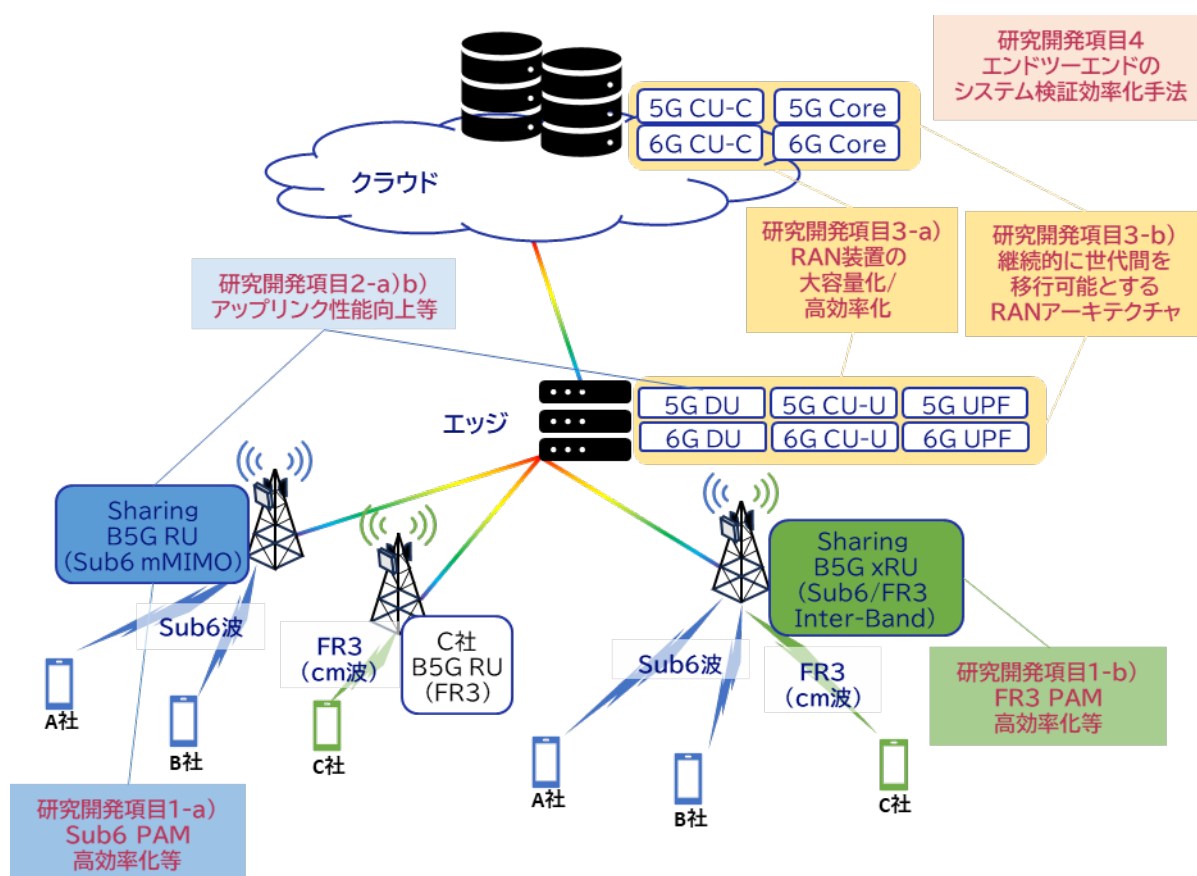 研究開発項目4
エンドツーエンドの
システム検証効率化手法
5G CU-C
5G Core
6G CU-C
6G Core
クラウド
研究開発項目3-a)
RAN装置の
大容量化/
高効率化
研究開発項目3-b)
継続的に世代間を
移行可能とする
RANアーキテクチャ
研究開発項目2-a)b)
アップリンク性能向上等
エッジ
5G DU
5G CU-U
5G UPF
6G DU
6G CU-U
6G UPF
Sharing
B5G RU
(Sub6 mMIMO)
Sharing
B5G xRU
(Sub6/FR3
Inter-Band)
Sub6波
FR3
(cm波)
C社
B5G RU
(FR3)
Sub6波
FR3
(cm波)
研究開発項目1-b)
FR3 PAM
高効率化等
A社
B社
C社
A社
B社
C社
研究開発項目1-a)
Sub6 PAM
高効率化等